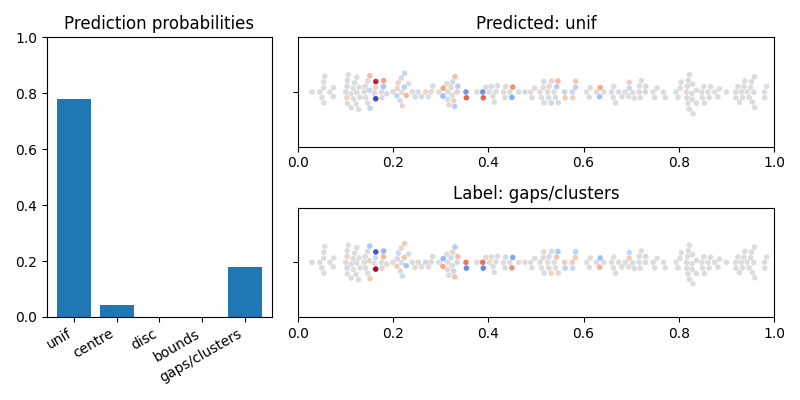 Prediction probabilities
1.0
0.8
0.6
0.4
0.2
0.0
unif
centre
disc
bounds
gaps/clusters
Predicted: unif
0.0 0.2 0.4 0.6 0.8 1.0
Label: gaps/clusters
0.0 0.2 0.4 0.6 0.8 1.0